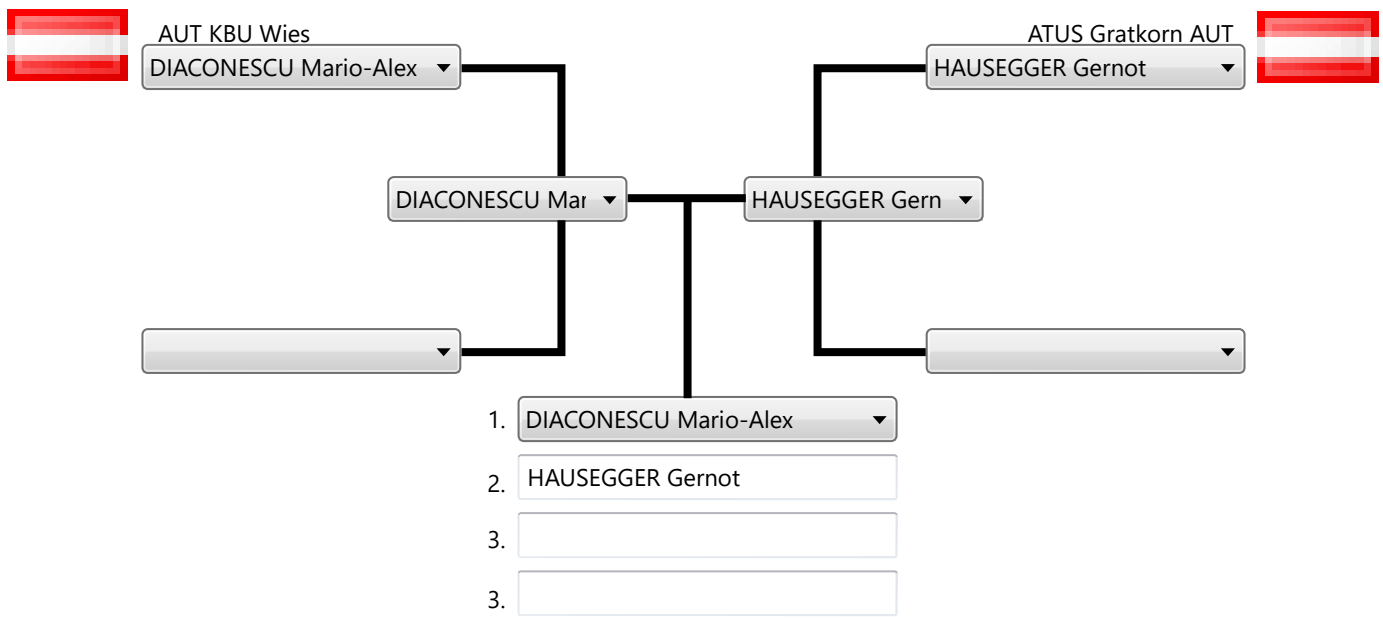 AUT KBU Wies
ATUS Gratkorn AUT
DIACONESCU Mario-Alex
HAUSEGGER Gernot
DIACONESCU Mar
HAUSEGGER Gern
1. DIACONESCU Mario-Alex
2. HAUSEGGER Gernot
3.
3.